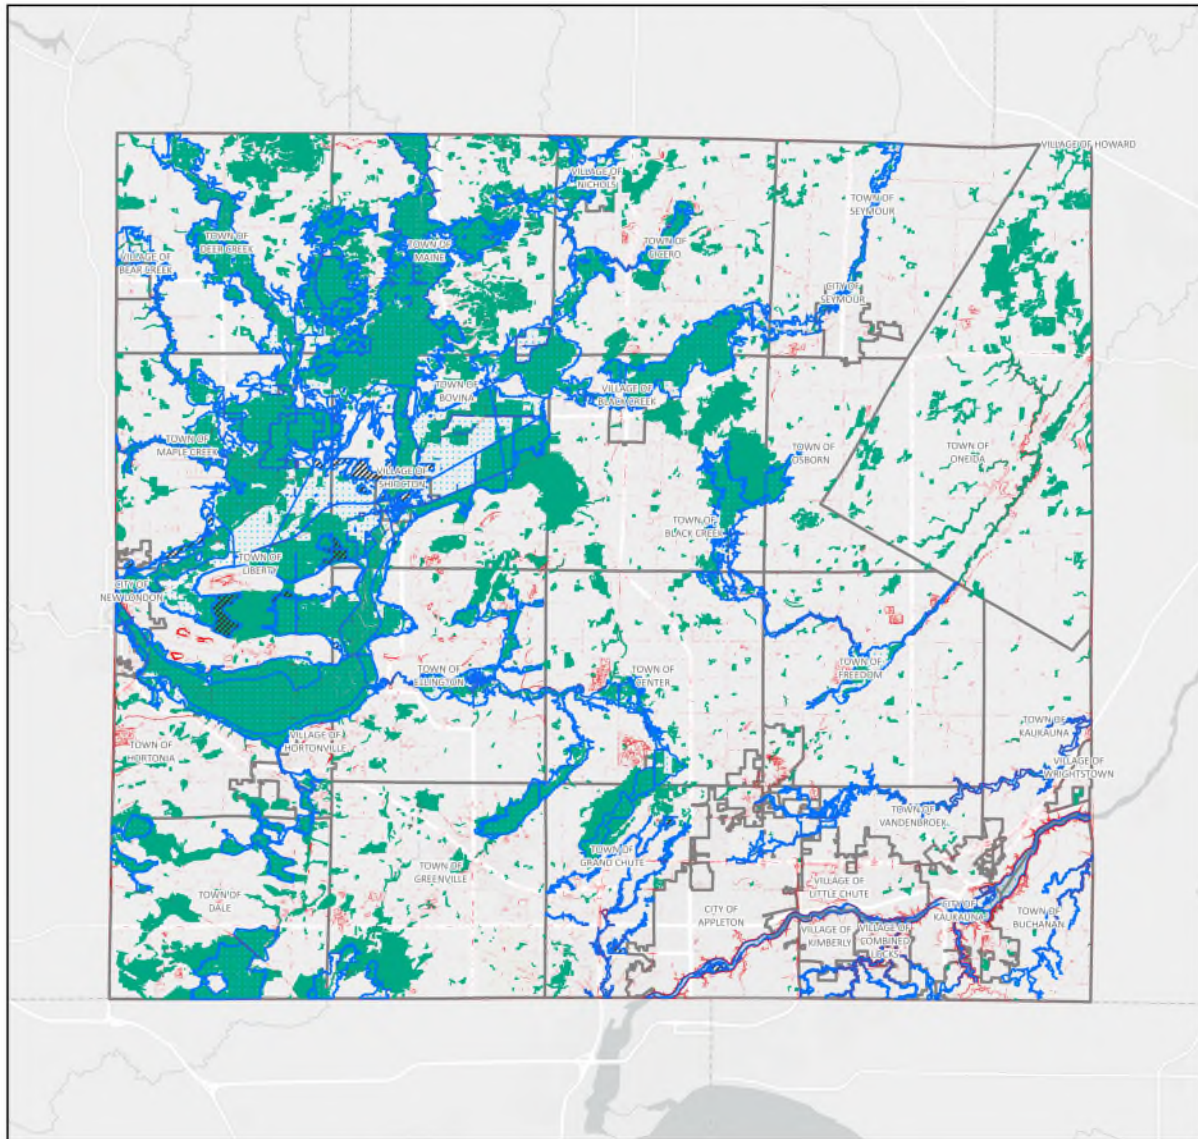 VILLAGE OF HOWARD
VILLAGE OF
NICHOLS
TOWN OF
SEYMOUR
TOWN OF
DEER CREEK
TOWN OF
MAINE
TOWN OF
CICERO
VILLAGE OF
BEAR CREEK
CITY OF
SEYMOUR
TOWN OF
BOVINA
VILLAGE OF
BLACK CREEK
TOWN OF
MAPLE CREEK
TOWN OF
OSBORN
TOWN OF
ONEIDA
VILLAGE OF
SHIOCTON
TOWN OF
BLACK CREEK
TOWN OF
LIBERTY
CITY OF
NEW LONDON
TOWN OF
ELLINGTON
TOWN OF
CENTER
TOWN OF
FREEDOM
TOWN OF
KAUKAUNA
VILLAGE OF
HORTONVILLE
TOWN OF
HORTONIA
VILLAGE OF
WRIGHTSTOWN
TOWN OF
VANDENBROEK
TOWN OF
GRAND CHUTE
TOWN OF
GREENVILLE
VILLAGE OF
LITTLE CHUTE
TOWN OF
DALE
CITY OF
APPLETON
CITY OF
KAUKAUNA
TOWN OF
BUCHANAN
VILLAGE OF
KIMBERLY
VILLAGE OF
COMBINED
LOCKS